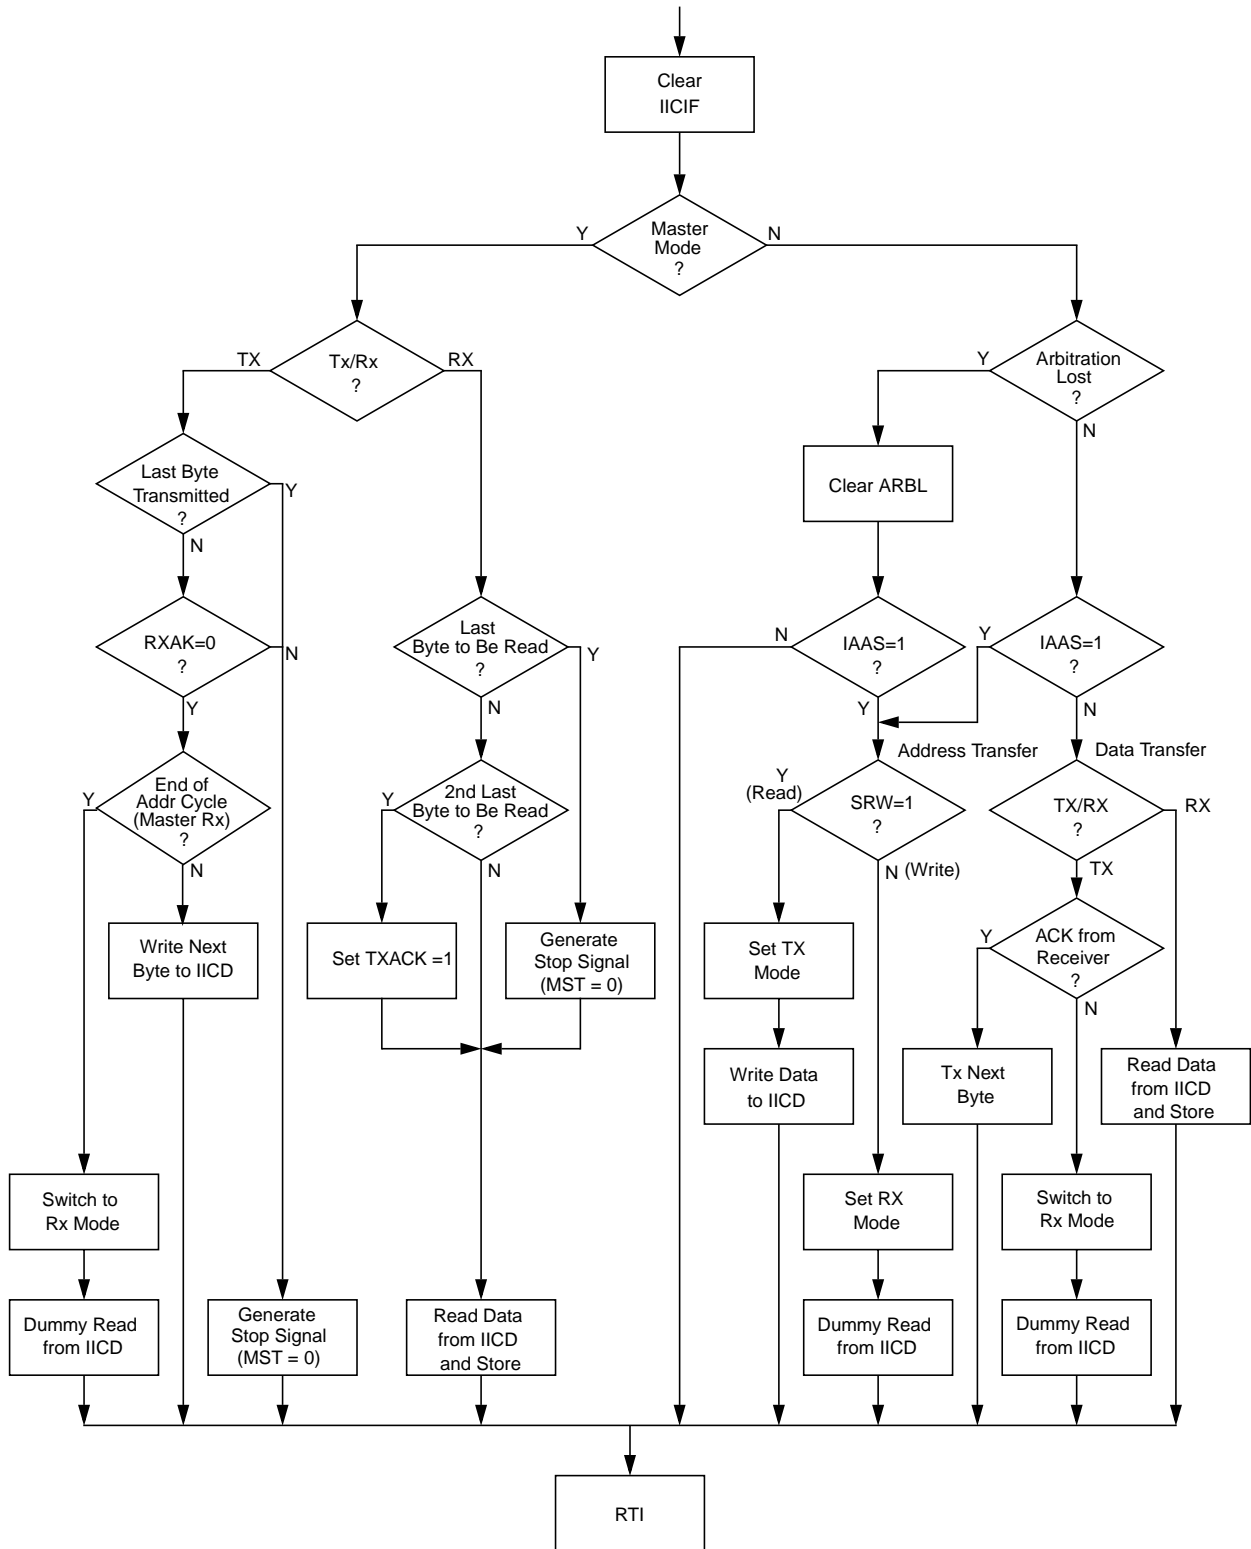 Clear
IICIF
Master
Mode
?
Y
N
Tx/Rx
?
TX
RX
Arbitration
Lost
?
Y
N
Last Byte
Transmitted
?
Y
N
Clear ARBL
RXAK=0
?
N
Y
Last
Byte to Be Read
?
Y
N
IAAS=1
?
N
Y
IAAS=1
?
Y
N
Address Transfer
Data Transfer
End of
Addr Cycle
(Master Rx)
?
Y
N
2nd Last
Byte to Be Read
?
Y
N
Y
(Read)
SRW=1
?
N (Write)
TX/RX
?
RX
TX
Write Next
Byte to IICD
Set TXACK =1
Generate
Stop Signal
(MST = 0)
Set TX
Mode
ACK from
Receiver
?
Y
N
Write Data
to IICD
Tx Next
Byte
Read Data
from IICD
and Store
Switch to
Rx Mode
Set RX
Mode
Switch to
Rx Mode
Dummy Read
from IICD
Generate
Stop Signal
(MST = 0)
Read Data
from IICD
and Store
Dummy Read
from IICD
Dummy Read
from IICD
RTI